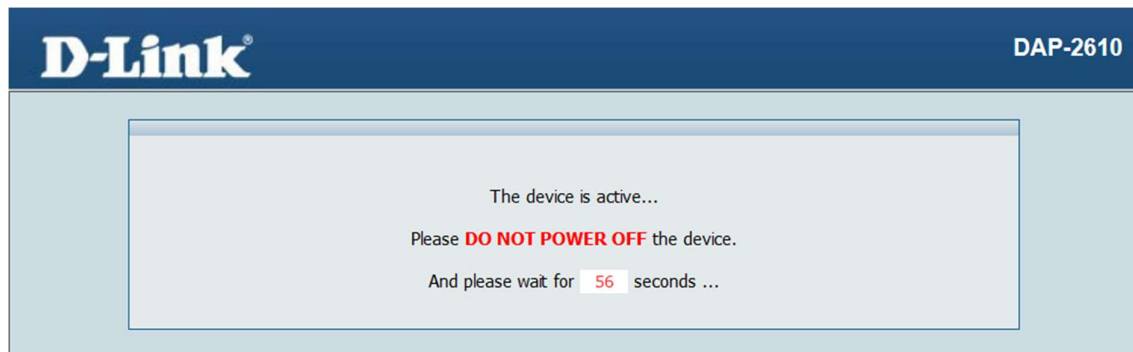 D-Link®
DAP-2610
The device is active...
Please DO NOT POWER OFF the device.
And please wait for 56 seconds ...